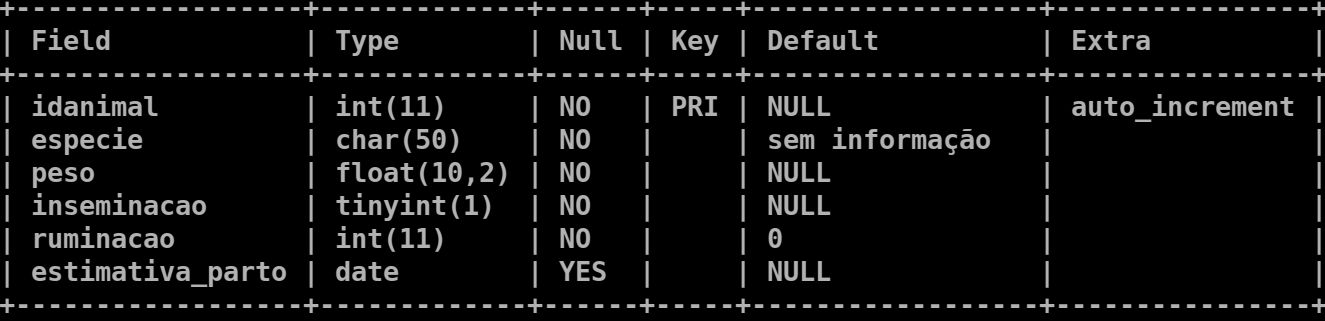 +------------------+-------------+------+-----+------------------+----------------+
| Field            | Type        | Null | Key | Default          | Extra          |
+------------------+-------------+------+-----+------------------+----------------+
| idanimal         | int(11)     | NO   | PRI | NULL             | auto_increment |
| especie          | char(50)    | NO   |     | sem informação   |                |
| peso             | float(10,2) | NO   |     | NULL             |                |
| inseminacao      | tinyint(1)  | NO   |     | NULL             |                |
| ruminacao        | int(11)     | NO   |     | 0                |                |
| estimativa_parto | date        | YES  |     | NULL             |                |
+------------------+-------------+------+-----+------------------+----------------+